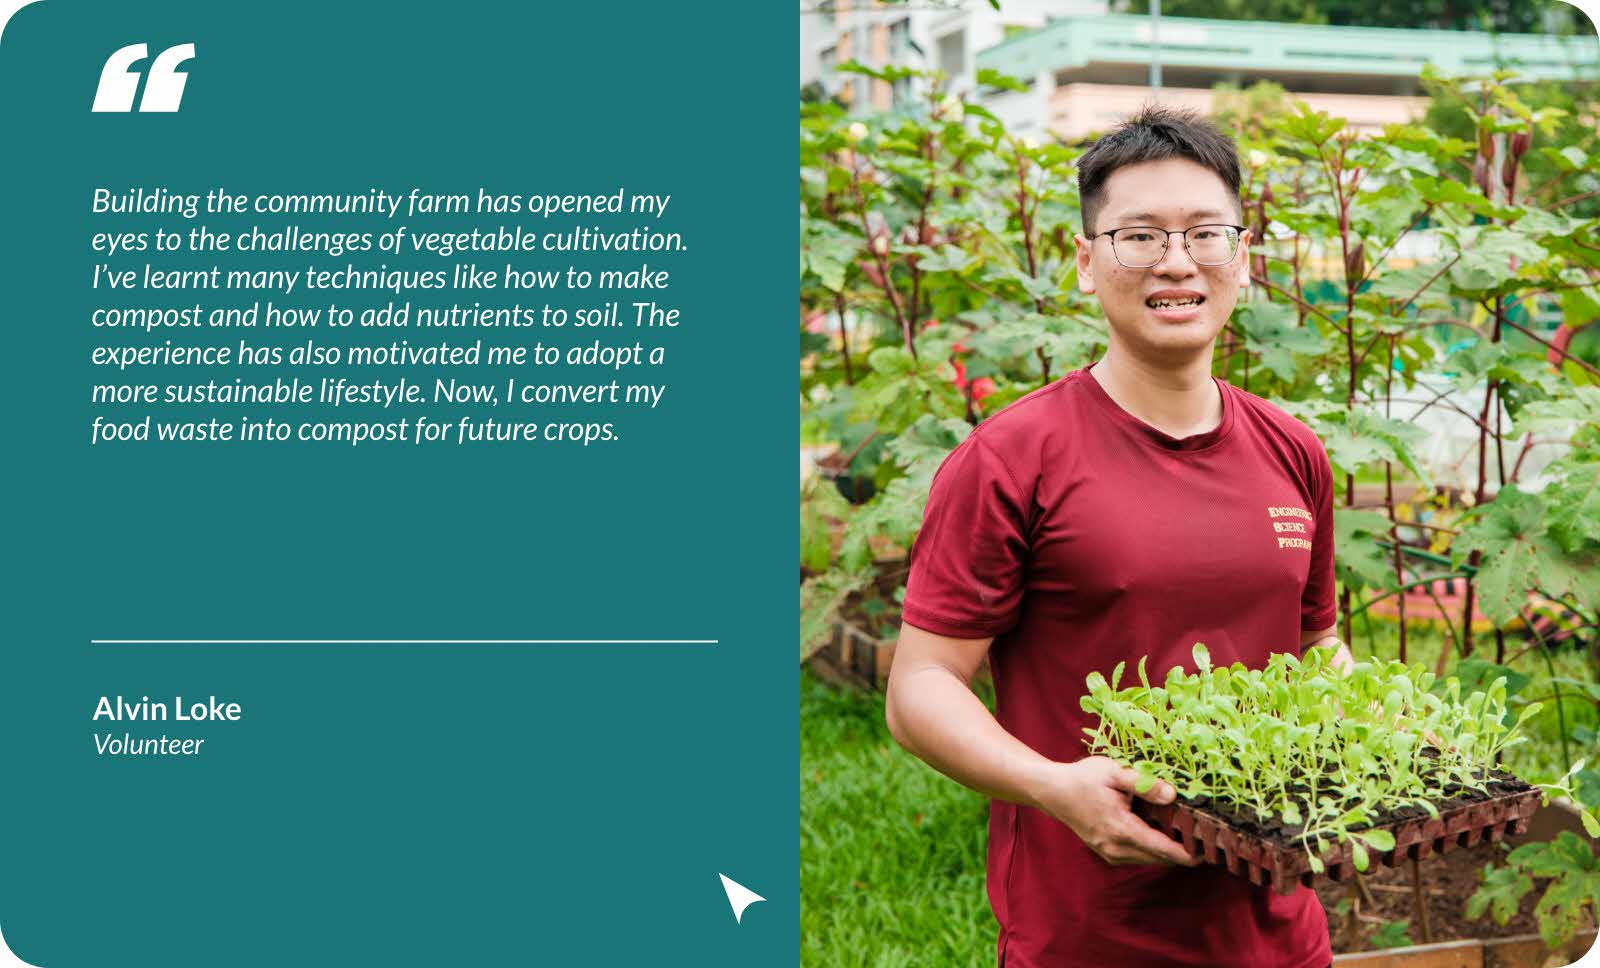 Building the community farm has opened my
eyes to the challenges of vegetable cultivation.
I’ve learnt many techniques like how to make
compost and how to add nutrients to soil. The
experience has also motivated me to adopt a
more sustainable lifestyle. Now, I convert my
food waste into compost for future crops.
Alvin Loke
Volunteer
ENGINEERING
SCIENCE
PROGRAM